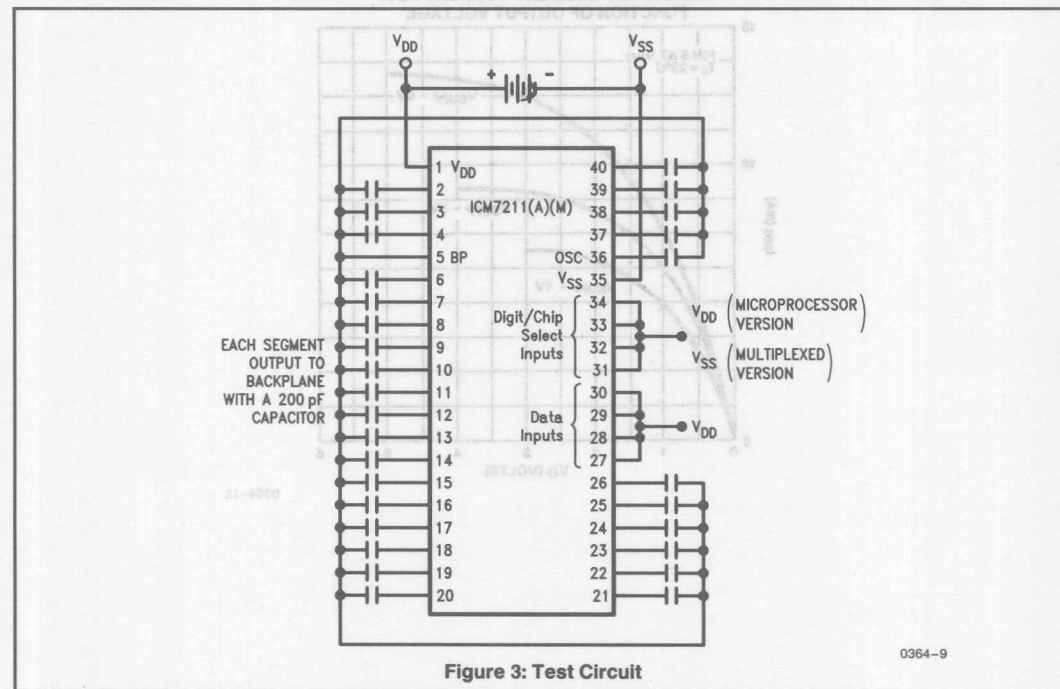 V_DD
V_SS
+ -
1 V_DD
2
3
4
5 BP
6
7
8
9
10
11
12
13
14
15
16
17
18
19
20
ICM7211(A)(M)
40
39
38
37
OSC 36
V_SS 35
34
33
32
31
30
29
28
27
26
25
24
23
22
21
Digit/Chip
Select
Inputs
Data
Inputs
V_DD (MICROPROCESSOR
VERSION)
V_SS (MULTIPLEXED
VERSION)
V_DD
EACH SEGMENT
OUTPUT TO
BACKPLANE
WITH A 200 pF
CAPACITOR
0364-9
Figure 3: Test Circuit